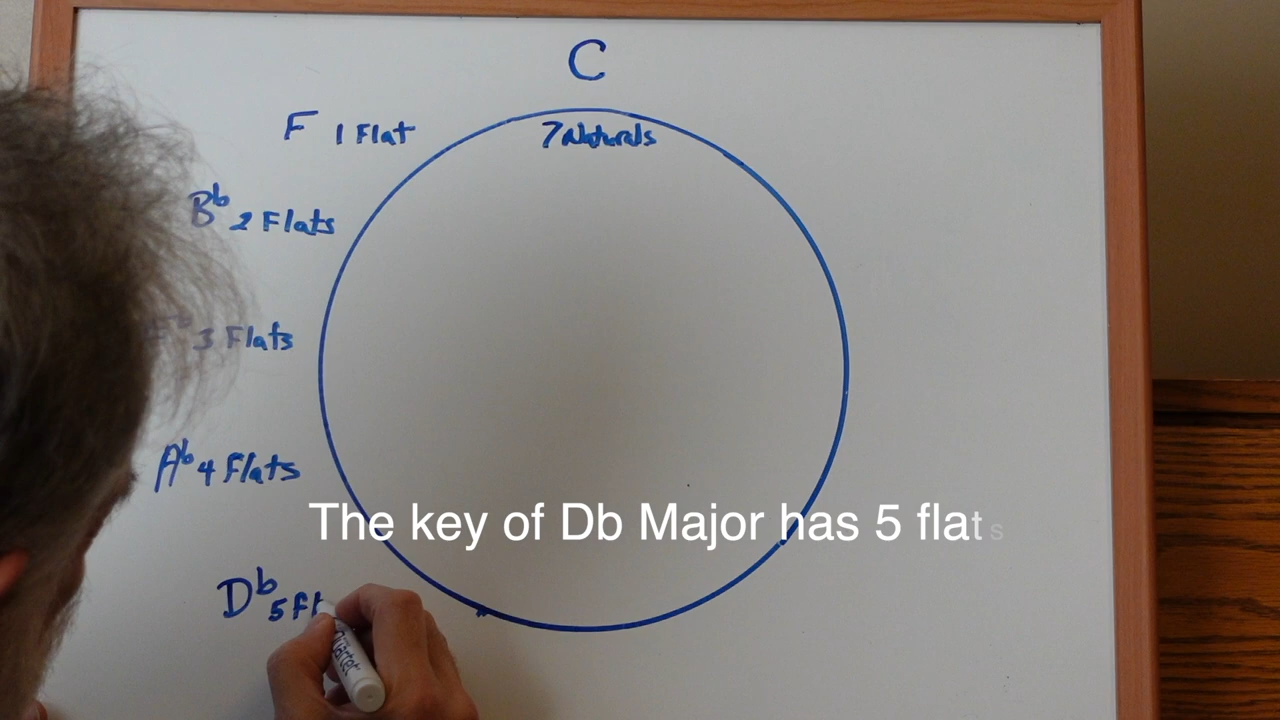 C
F 1 Flat
7 Naturals
Bb 2 Flats
3 Flats
Ab 4 Flats
The key of Db Major has 5 flats
Db 5 Fl
Quartet